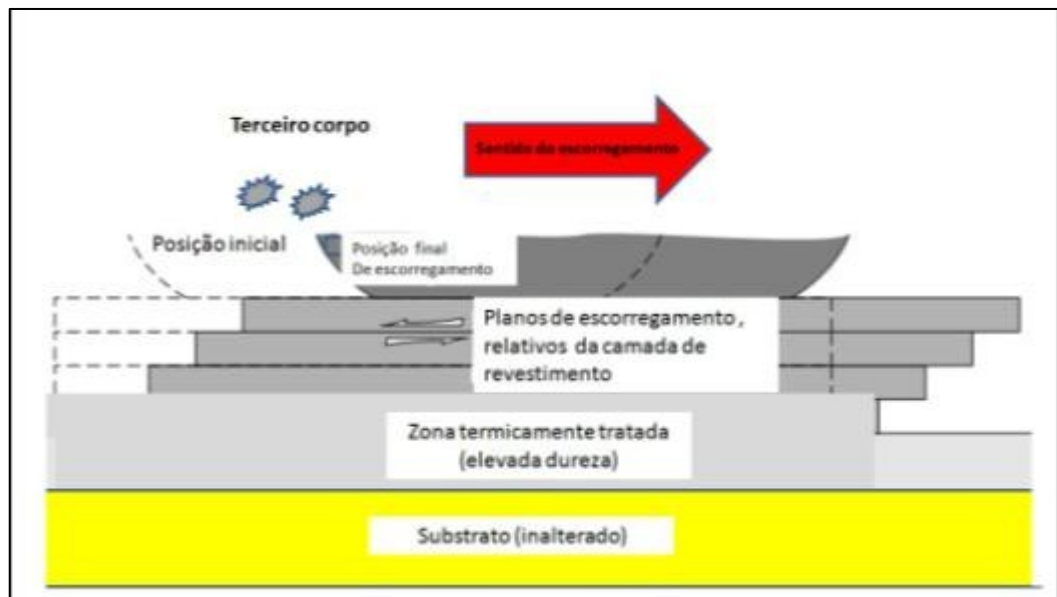 Terceiro corpo
Sentido do escorregamento
Posição inicial
Posição final
De escorregamento
Planos de escorregamento ,
relativos da camada de
revestimento
Zona termicamente tratada
(elevada dureza)
Substrato (inalterado)